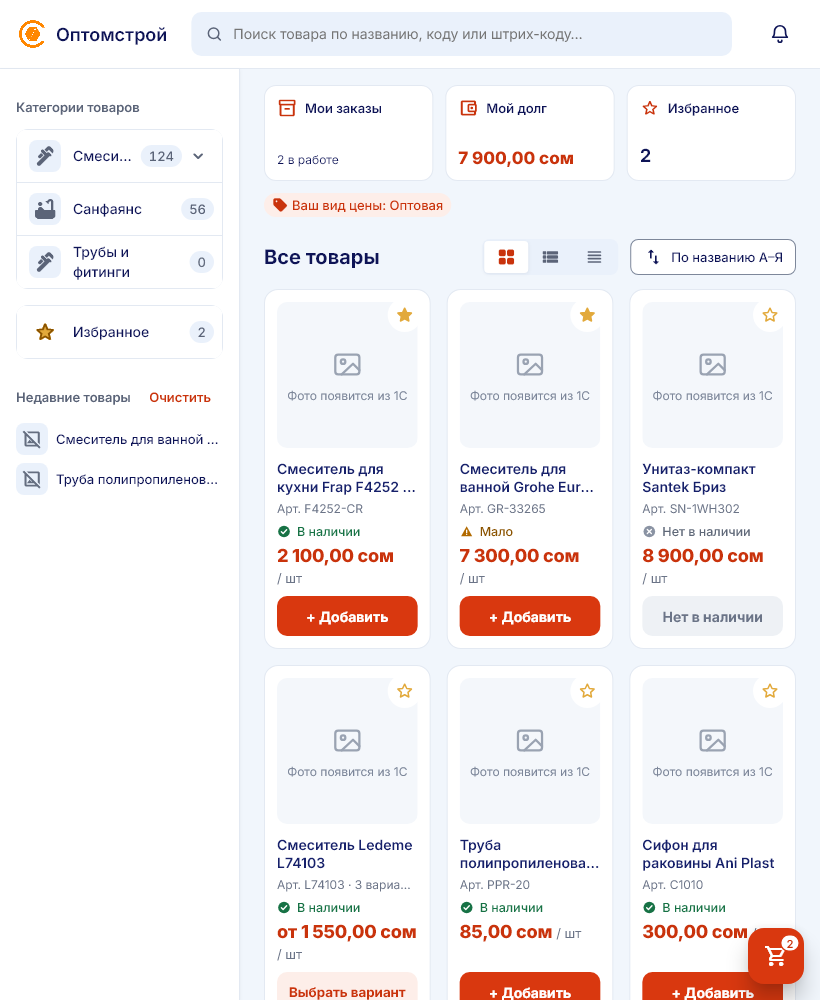 Оптомстрой
Поиск товара по названию, коду или штрих-коду...
Категории товаров
Смеси... 124
Санфаянс 56
Трубы и
фитинги 0
Избранное 2
Недавние товары Очистить
Смеситель для ванной ...
Труба полипропиленов...
Мои заказы
2 в работе
Мой долг
7 900,00 сом
Избранное
2
Ваш вид цены: Оптовая
Все товары
По названию А–Я
Фото появится из 1С
Смеситель для
кухни Frap F4252 ...
Арт. F4252-CR
В наличии
2 100,00 сом
/ шт
+ Добавить
Фото появится из 1С
Смеситель для
ванной Grohe Eur...
Арт. GR-33265
Мало
7 300,00 сом
/ шт
+ Добавить
Фото появится из 1С
Унитаз-компакт
Santek Бриз
Арт. SN-1WH302
Нет в наличии
8 900,00 сом
/ шт
Нет в наличии
Фото появится из 1С
Смеситель Ledeme
L74103
Арт. L74103 · 3 вариа...
В наличии
от 1 550,00 сом
/ шт
Выбрать вариант
Фото появится из 1С
Труба
полипропиленова...
Арт. PPR-20
В наличии
85,00 сом / шт
+ Добавить
Фото появится из 1С
Сифон для
раковины Ani Plast
Арт. C1010
В наличии
300,00 сом
+ Добавить
2